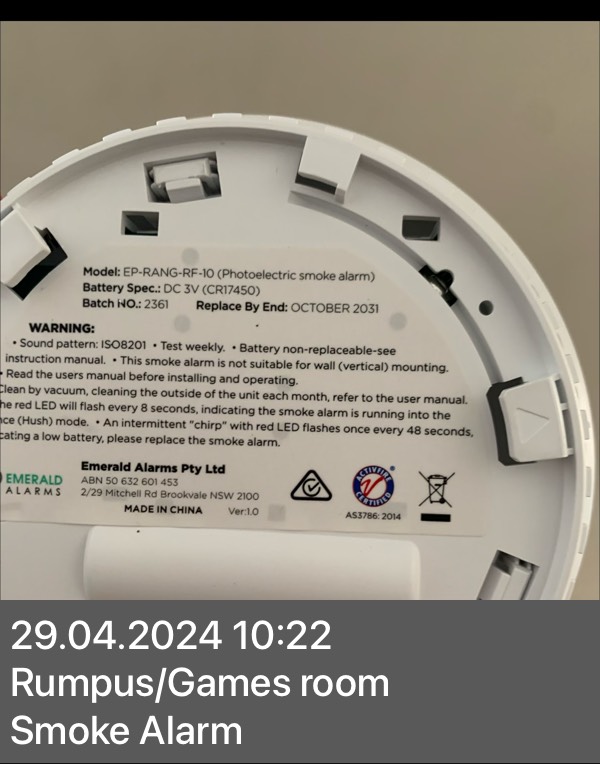 Model: EP-RANG-RF-10 (Photoelectric smoke alarm)
Battery Spec.: DC 3V (CR17450)
Batch NO.: 2361 Replace By End: OCTOBER 2031
WARNING:
• Sound pattern: ISO8201 • Test weekly. • Battery non-replaceable-see
instruction manual. • This smoke alarm is not suitable for wall (vertical) mounting.
• Read the users manual before installing and operating.
Clean by vacuum, cleaning the outside of the unit each month, refer to the user manual.
he red LED will flash every 8 seconds, indicating the smoke alarm is running into the
nce (Hush) mode. • An intermittent "chirp" with red LED flashes once every 48 seconds,
cating a low battery, please replace the smoke alarm.
EMERALD
ALARMS
Emerald Alarms Pty Ltd
ABN 50 632 601 453
2/29 Mitchell Rd Brookvale NSW 2100
MADE IN CHINA Ver:1.0
ACTIVFIRE
CERTIFIED
AS3786: 2014
29.04.2024 10:22
Rumpus/Games room
Smoke Alarm